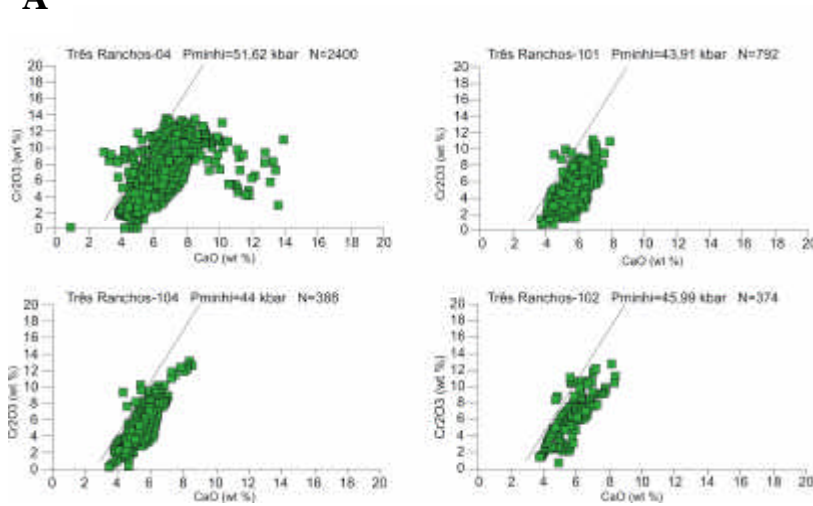 A
Três Ranchos-04 Pminhi=51,62 kbar N=2400
20
18
16
14
12
10
8
6
4
2
0
Cr2O3 (wt %)
0 2 4 6 8 10 12 14 16 18 20
CaO (wt %)
Três Ranchos-101 Pminhi=43,91 kbar N=792
20
18
16
14
12
10
8
6
4
2
0
Cr2O3 (wt %)
0 2 4 6 8 10 12 14 16 18 20
CaO (wt %)
Três Ranchos-104 Pminhi=44 kbar N=386
20
18
16
14
12
10
8
6
4
2
0
Cr2O3 (wt %)
0 2 4 6 8 10 12 14 16 18 20
CaO (wt %)
Três Ranchos-102 Pminhi=45,99 kbar N=374
20
18
16
14
12
10
8
6
4
2
0
Cr2O3 (wt %)
0 2 4 6 8 10 12 14 16 18 20
CaO (wt %)